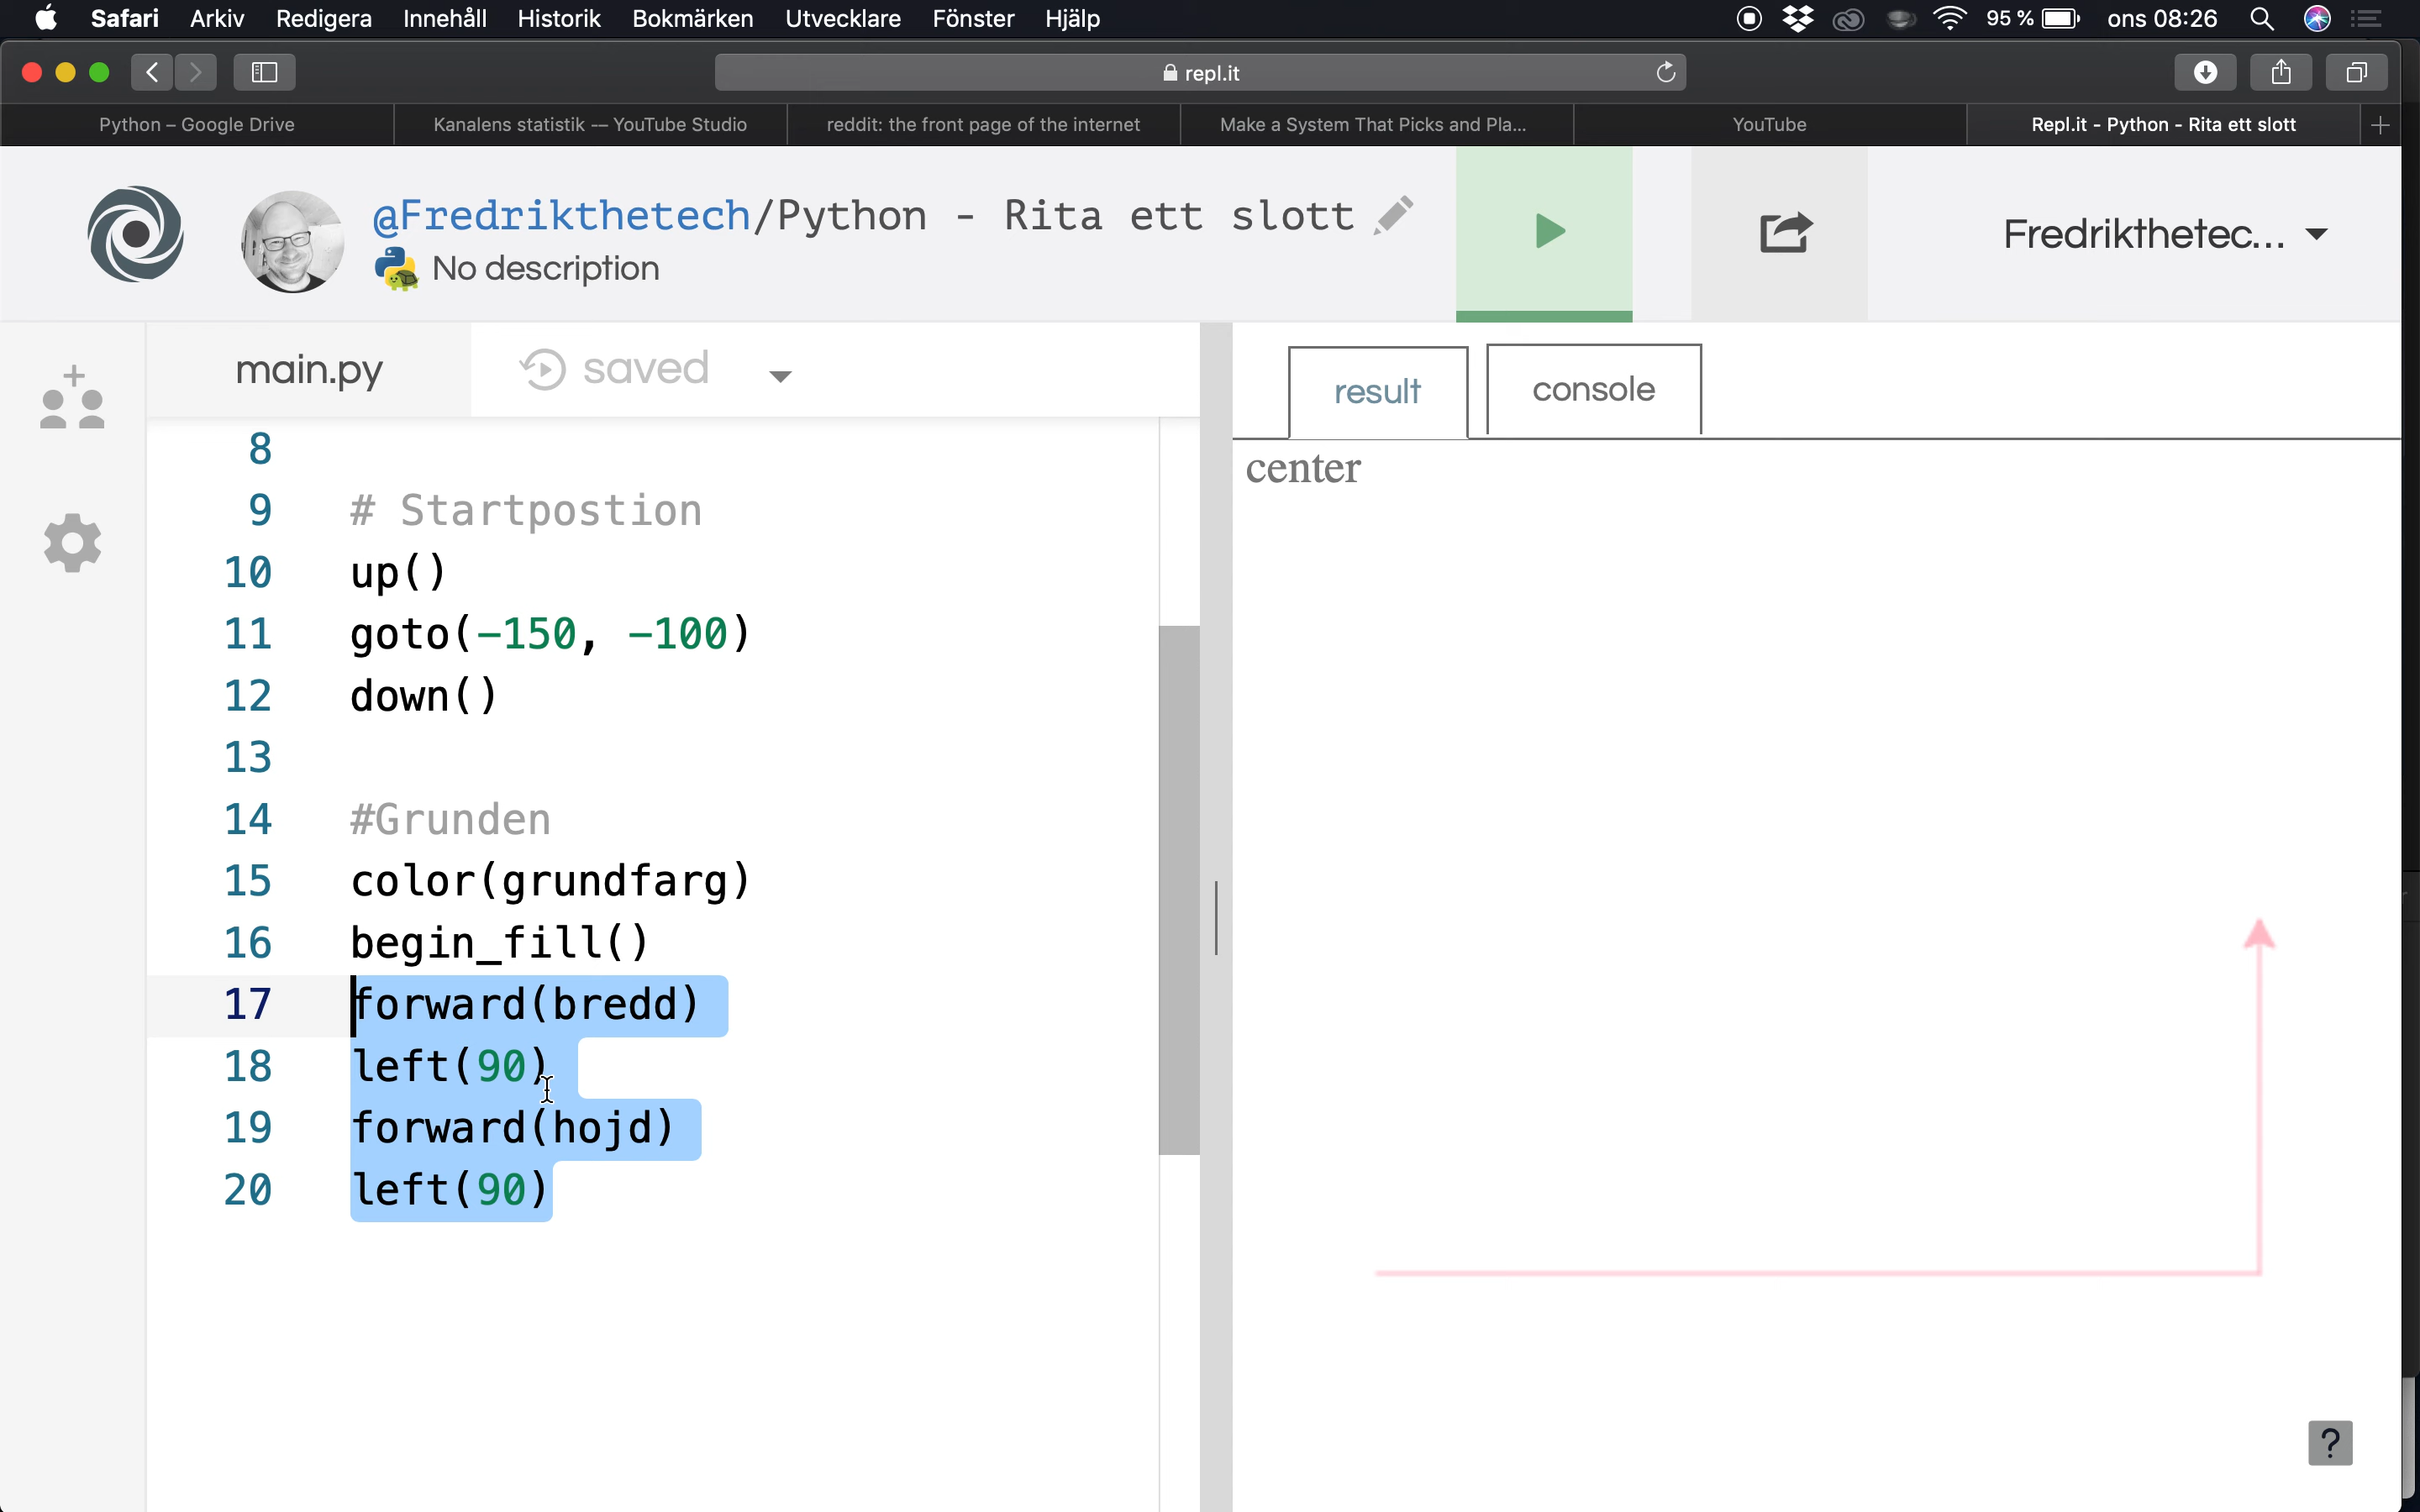 Safari Arkiv Redigera Innehåll Historik Bokmärken Utvecklare Fönster Hjälp 95 % ons 08:26
repl.it
Python – Google Drive Kanalens statistik -– YouTube Studio reddit: the front page of the internet Make a System That Picks and Pla... YouTube Repl.it - Python - Rita ett slott
@Fredrikthetech/Python - Rita ett slott
No description
Fredrikthetec...
main.py saved
result console
center
8
9 # Startpostion
10 up()
11 goto(-150, -100)
12 down()
13
14 #Grunden
15 color(grundfarg)
16 begin_fill()
17 forward(bredd)
18 left(90)
19 forward(hojd)
20 left(90)
?